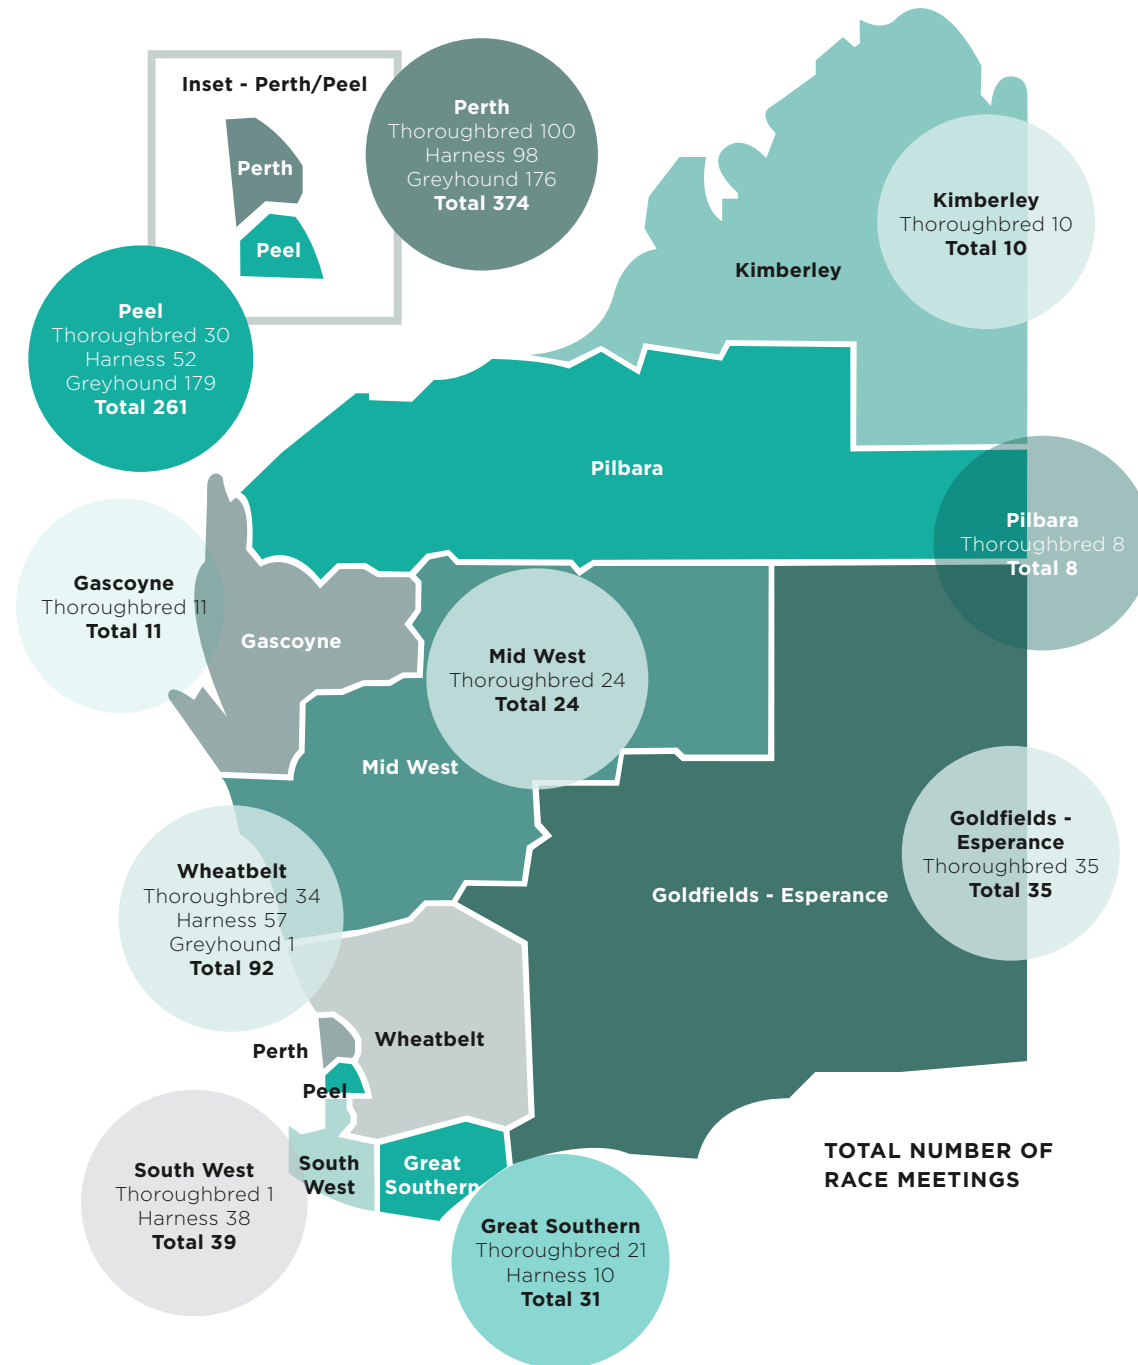 Inset - Perth/Peel
Perth
Peel
Perth
Thoroughbred 100
Harness 98
Greyhound 176
Total 374
Peel
Thoroughbred 30
Harness 52
Greyhound 179
Total 261
Kimberley
Kimberley
Thoroughbred 10
Total 10
Pilbara
Pilbara
Thoroughbred 8
Total 8
Gascoyne
Thoroughbred 11
Total 11
Gascoyne
Mid West
Thoroughbred 24
Total 24
Mid West
Goldfields -
Esperance
Thoroughbred 35
Total 35
Goldfields - Esperance
Wheatbelt
Thoroughbred 34
Harness 57
Greyhound 1
Total 92
Wheatbelt
Perth
Peel
South West
Thoroughbred 1
Harness 38
Total 39
South
West
Great
Southern
Great Southern
Thoroughbred 21
Harness 10
Total 31
TOTAL NUMBER OF
RACE MEETINGS